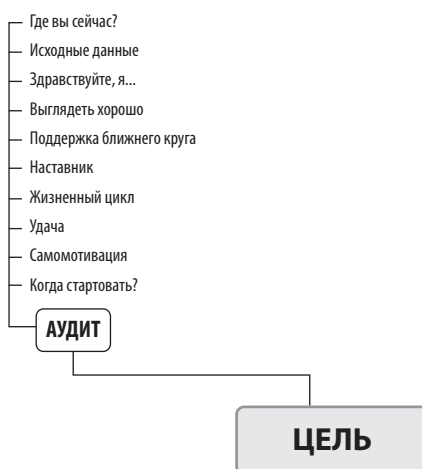 Где вы сейчас?
Исходные данные
Здравствуйте, я...
Выглядеть хорошо
Поддержка ближнего круга
Наставник
Жизненный цикл
Удача
Самомотивация
Когда стартовать?
АУДИТ
ЦЕЛЬ